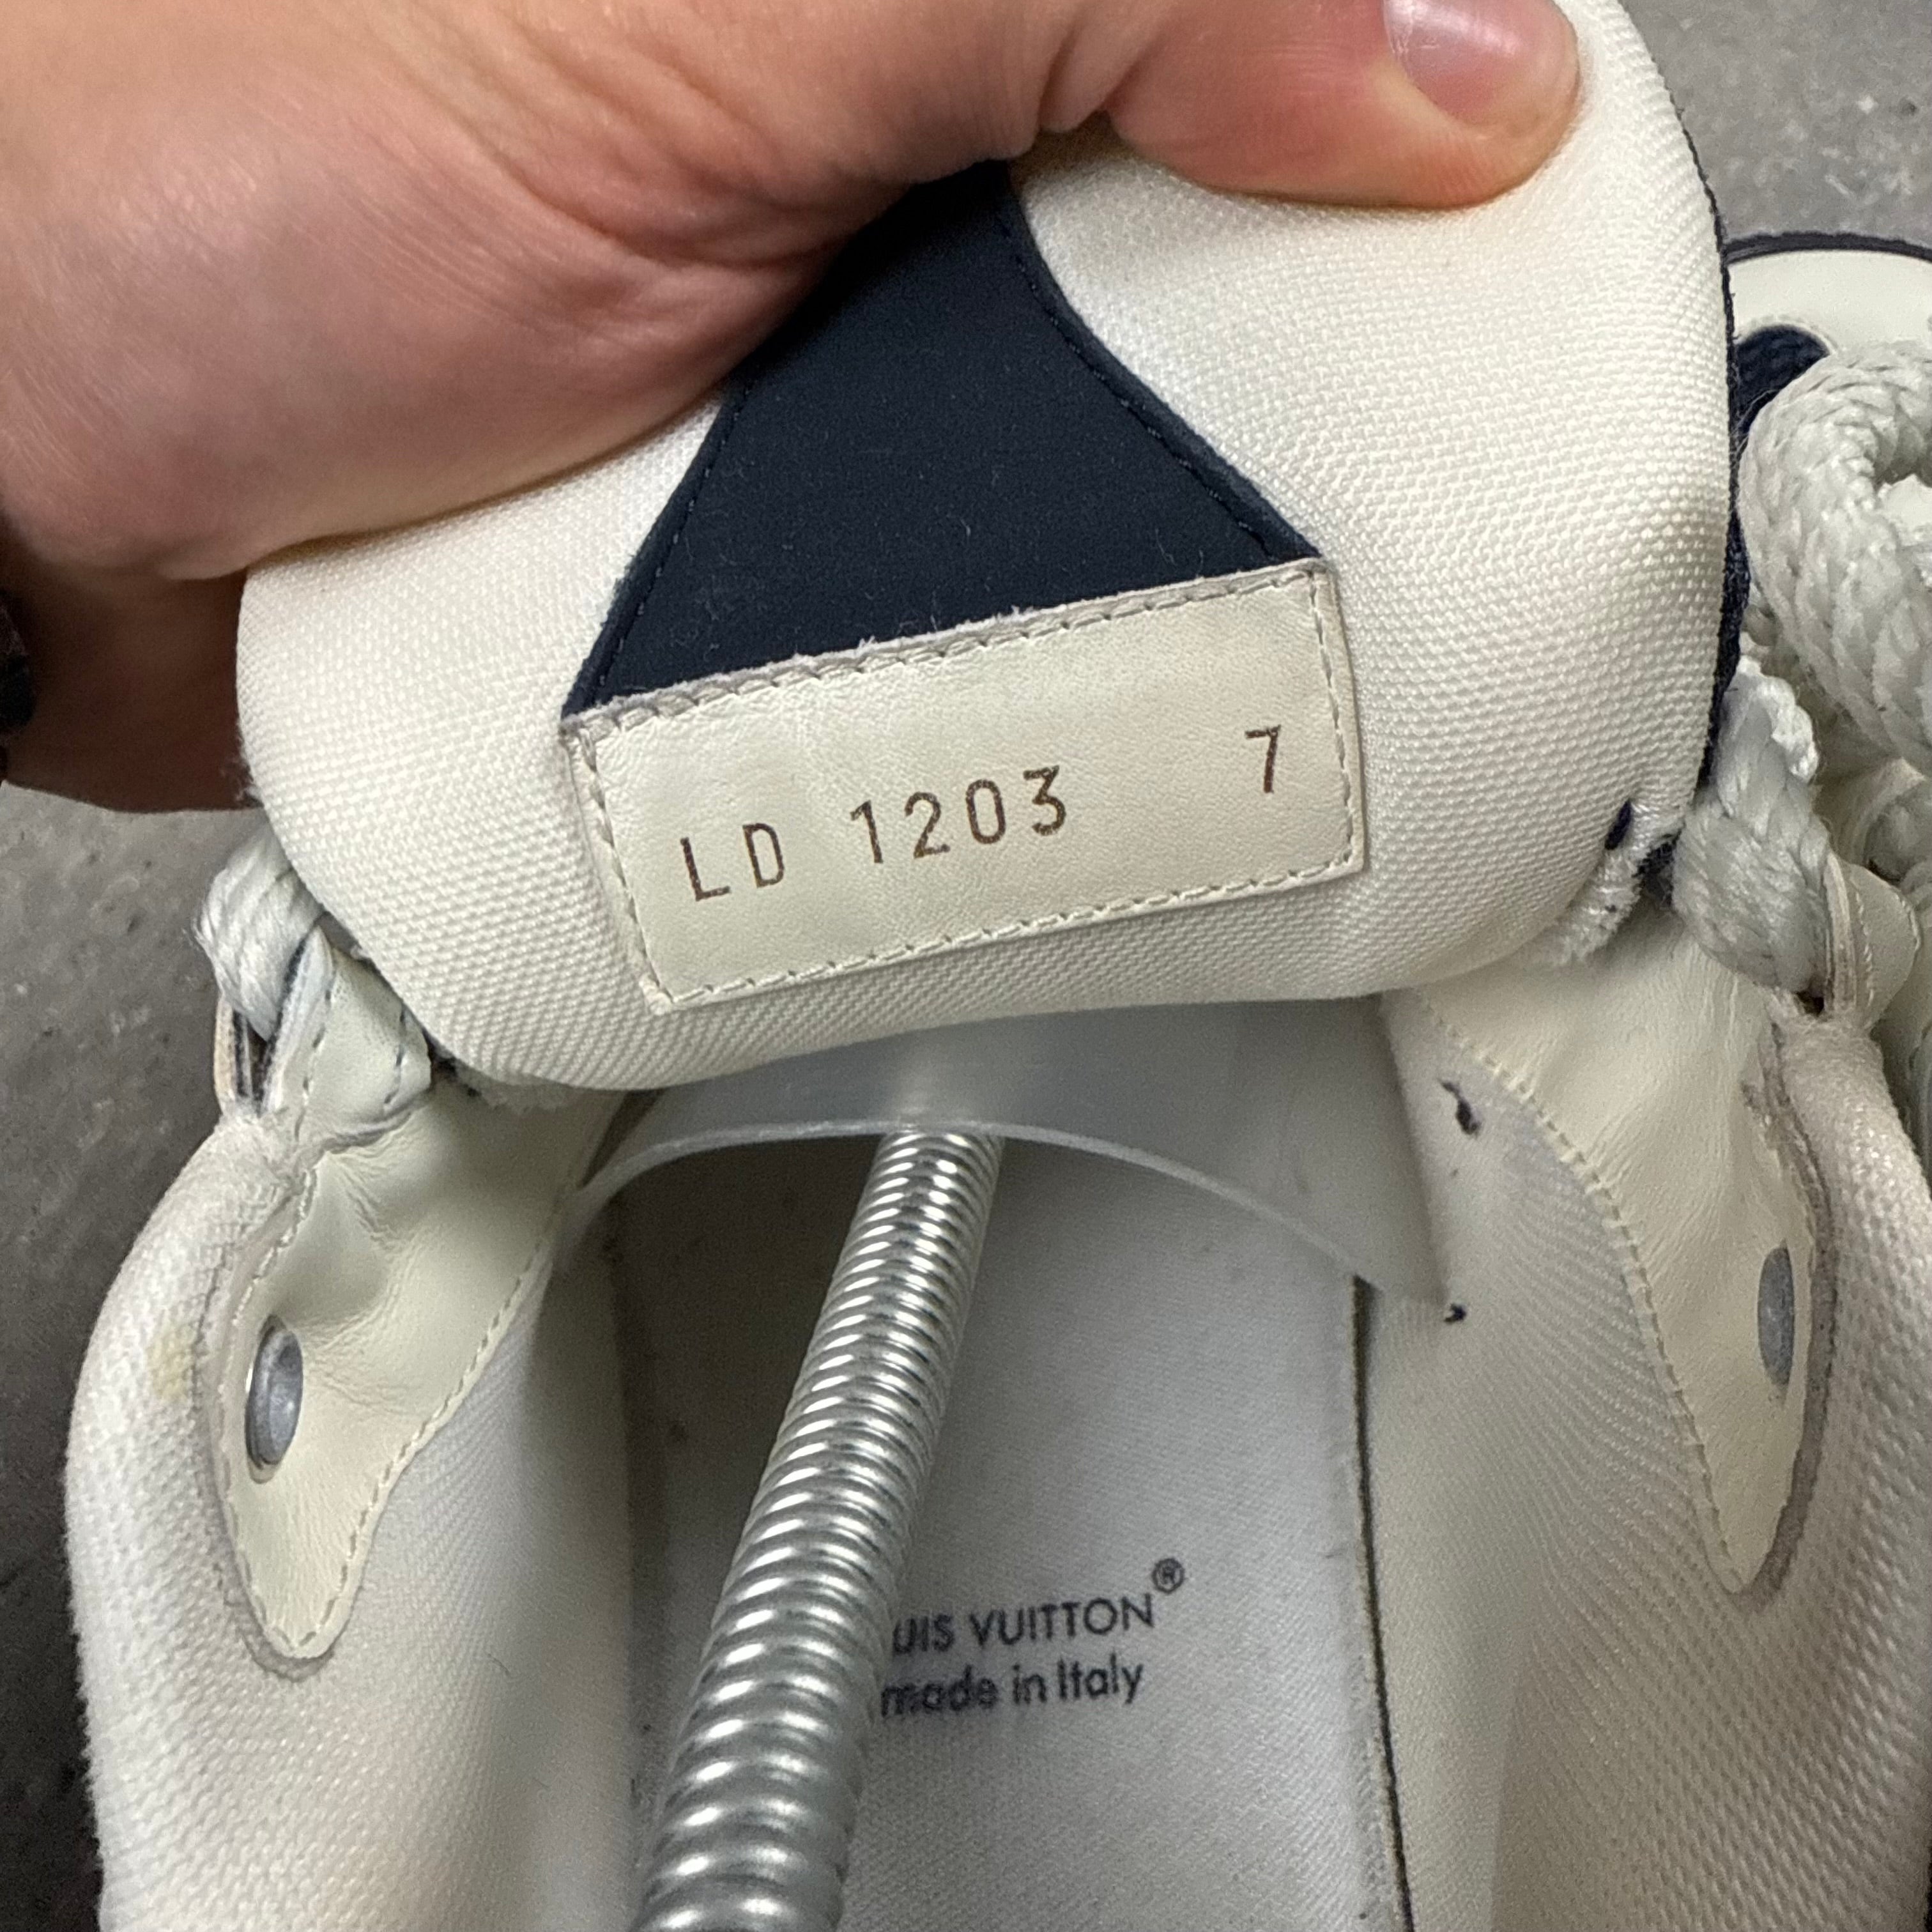 LD 1203 7
UIS VUITTON®
made in Italy